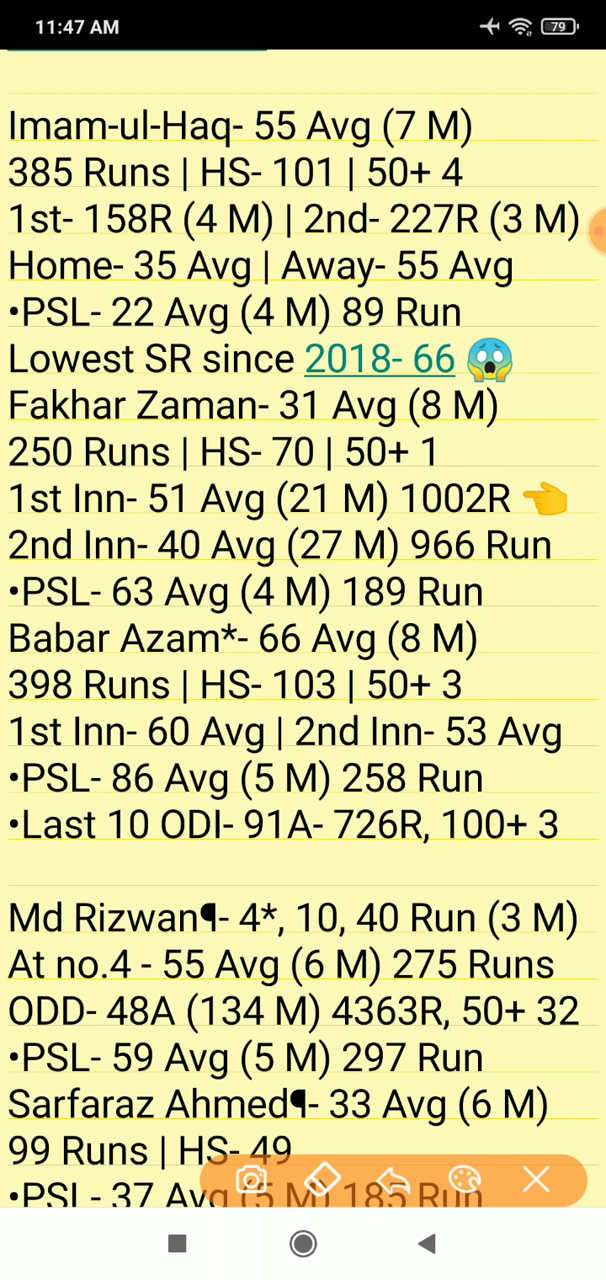 11:47 AM
79
Imam-ul-Haq- 55 Avg (7 M)
385 Runs | HS- 101 | 50+ 4
1st- 158R (4 M) | 2nd- 227R (3 M)
Home- 35 Avg | Away- 55 Avg
•PSL- 22 Avg (4 M) 89 Run
Lowest SR since 2018- 66 😱
Fakhar Zaman- 31 Avg (8 M)
250 Runs | HS- 70 | 50+ 1
1st Inn- 51 Avg (21 M) 1002R 👈
2nd Inn- 40 Avg (27 M) 966 Run
•PSL- 63 Avg (4 M) 189 Run
Babar Azam*- 66 Avg (8 M)
398 Runs | HS- 103 | 50+ 3
1st Inn- 60 Avg | 2nd Inn- 53 Avg
•PSL- 86 Avg (5 M) 258 Run
•Last 10 ODI- 91A- 726R, 100+ 3
Md Rizwan¶- 4*, 10, 40 Run (3 M)
At no.4 - 55 Avg (6 M) 275 Runs
ODD- 48A (134 M) 4363R, 50+ 32
•PSL- 59 Avg (5 M) 297 Run
Sarfaraz Ahmed¶- 33 Avg (6 M)
99 Runs | HS- 49
•PSL- 37 Avg (5 M) 185 Run